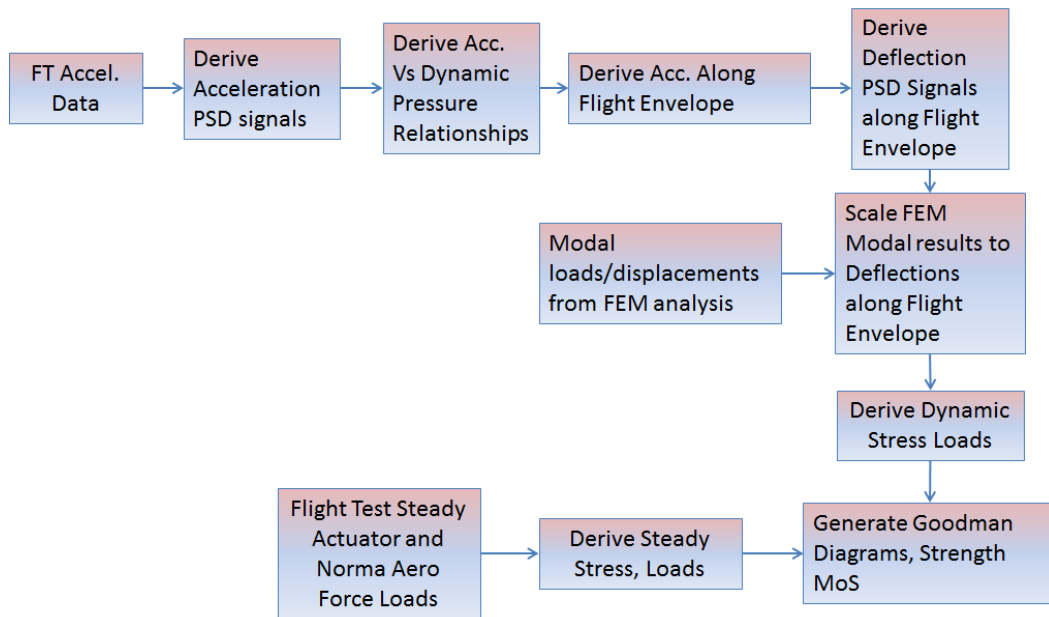 FT Accel.
Data
Derive
Acceleration
PSD signals
Derive Acc.
Vs Dynamic
Pressure
Relationships
Derive Acc. Along
Flight Envelope
Derive
Deflection
PSD Signals
along Flight
Envelope
Modal
loads/displacements
from FEM analysis
Scale FEM
Modal results to
Deflections
along Flight
Envelope
Derive Dynamic
Stress Loads
Flight Test Steady
Actuator and
Norma Aero
Force Loads
Derive Steady
Stress, Loads
Generate Goodman
Diagrams, Strength
MoS